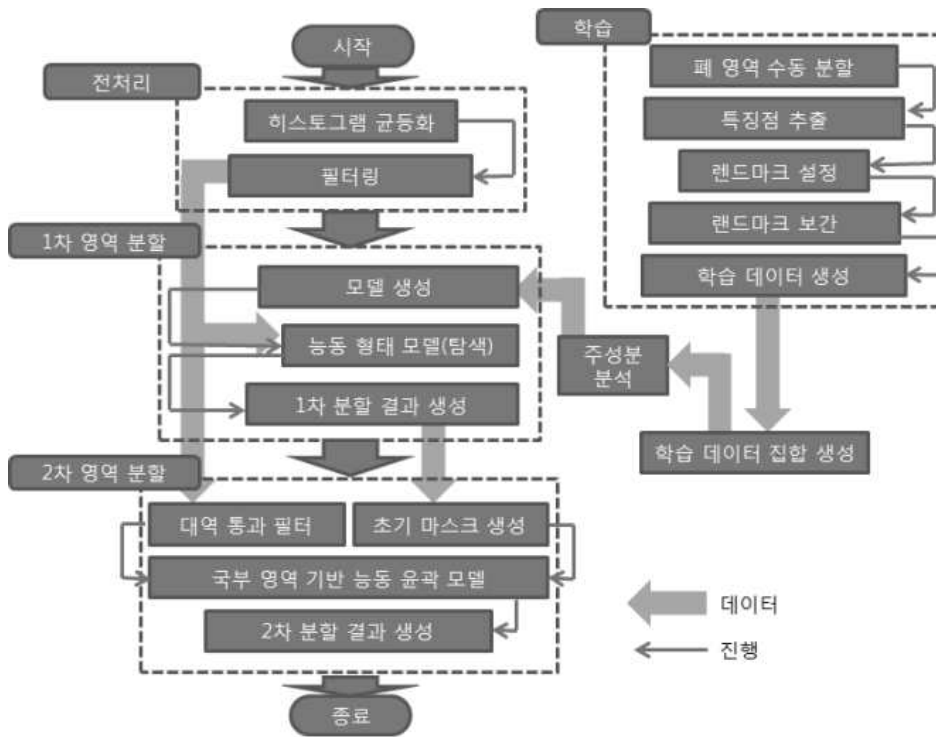 시작
전처리
히스토그램 균등화
필터링
1차 영역 분할
모델 생성
능동 형태 모델(탐색)
1차 분할 결과 생성
2차 영역 분할
대역 통과 필터
초기 마스크 생성
국부 영역 기반 능동 윤곽 모델
2차 분할 결과 생성
종료
학습
폐 영역 수동 분할
특징점 추출
렌드마크 설정
랜드마크 보간
학습 데이터 생성
주성분
분석
학습 데이터 집합 생성
데이터
진행